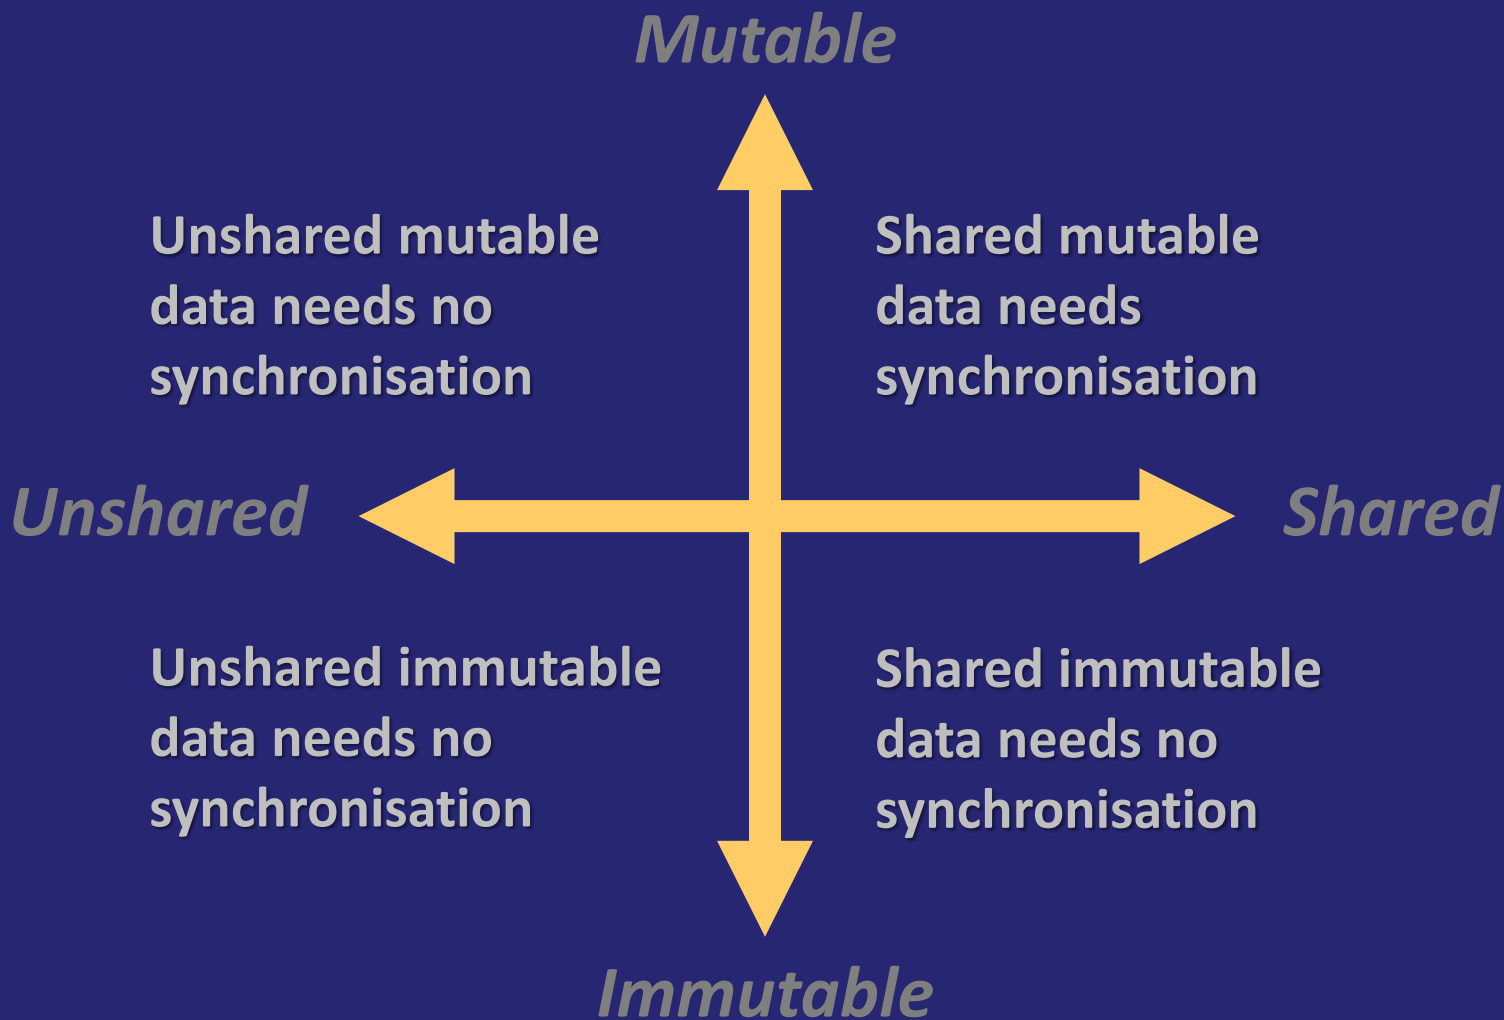 Mutable
Unshared mutable
data needs no
synchronisation
Shared mutable
data needs
synchronisation
Unshared
Shared
Unshared immutable
data needs no
synchronisation
Shared immutable
data needs no
synchronisation
Immutable